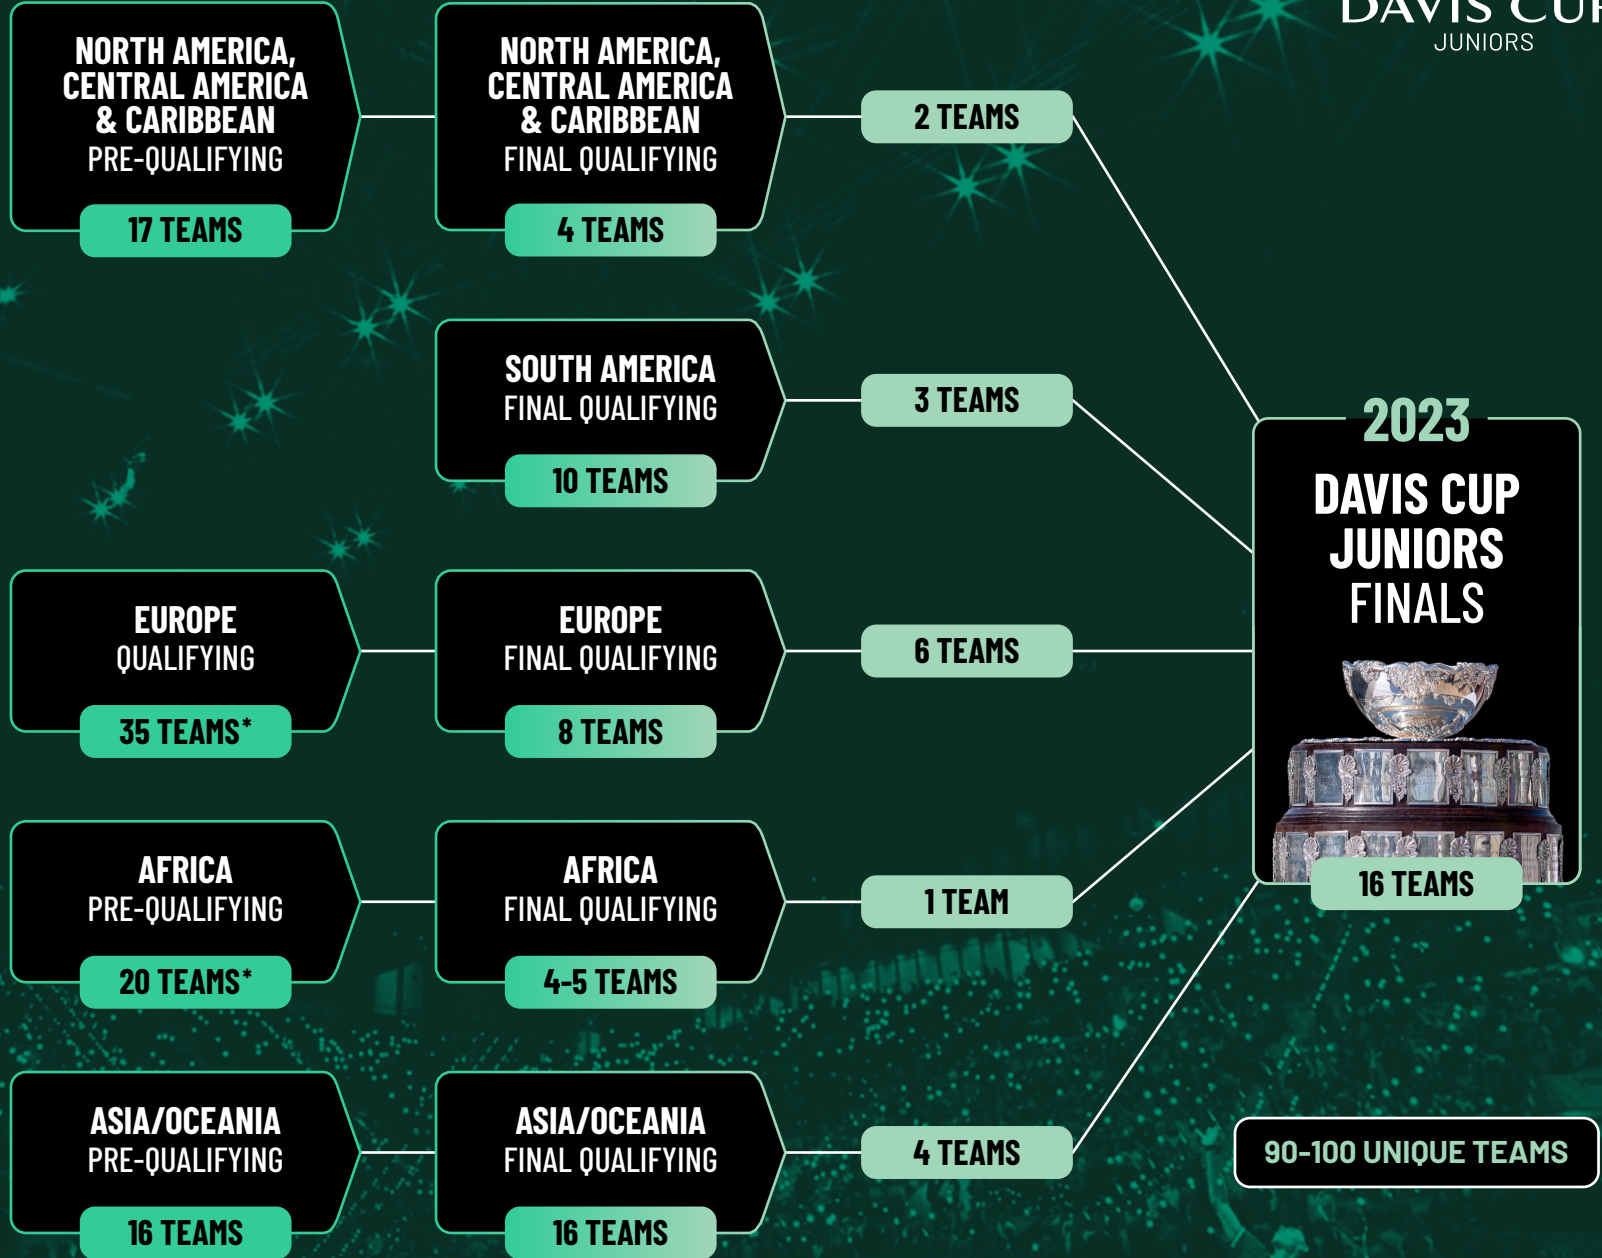 DAVIS CUP
JUNIORS
NORTH AMERICA,
CENTRAL AMERICA
& CARIBBEAN
PRE-QUALIFYING
17 TEAMS
NORTH AMERICA,
CENTRAL AMERICA
& CARIBBEAN
FINAL QUALIFYING
4 TEAMS
2 TEAMS
SOUTH AMERICA
FINAL QUALIFYING
10 TEAMS
3 TEAMS
EUROPE
QUALIFYING
35 TEAMS*
EUROPE
FINAL QUALIFYING
8 TEAMS
6 TEAMS
AFRICA
PRE-QUALIFYING
20 TEAMS*
AFRICA
FINAL QUALIFYING
4-5 TEAMS
1 TEAM
ASIA/OCEANIA
PRE-QUALIFYING
16 TEAMS
ASIA/OCEANIA
FINAL QUALIFYING
16 TEAMS
4 TEAMS
2023
DAVIS CUP
JUNIORS
FINALS
16 TEAMS
90-100 UNIQUE TEAMS